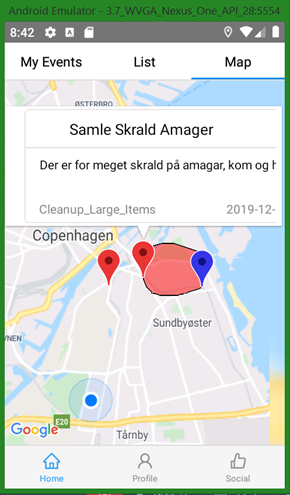 Android Emulator - 3.7_WVGA_Nexus_One_API_28:5554
8:42
My Events
List
Map
ØSTERBRO
Samle Skrald Amager
Der er for meget skrald på amagar, kom og h
Cleanup_Large_Items
2019-12-
Copenhagen
Sundbyøster
Google
E20
Tårnby
Home
Profile
Social